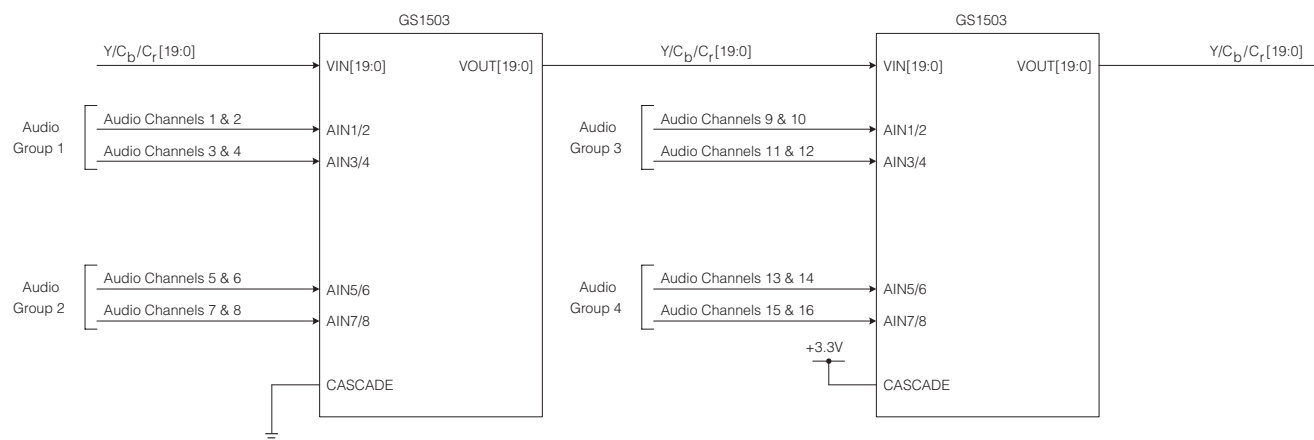 GS1503
Y/Cb/Cr[19:0]
VIN[19:0]
VOUT[19:0]
Audio
Group 1
Audio Channels 1 & 2
AIN1/2
Audio Channels 3 & 4
AIN3/4
Audio
Group 2
Audio Channels 5 & 6
AIN5/6
Audio Channels 7 & 8
AIN7/8
CASCADE
GS1503
Y/Cb/Cr[19:0]
VIN[19:0]
VOUT[19:0]
Y/Cb/Cr[19:0]
Audio
Group 3
Audio Channels 9 & 10
AIN1/2
Audio Channels 11 & 12
AIN3/4
Audio
Group 4
Audio Channels 13 & 14
AIN5/6
Audio Channels 15 & 16
AIN7/8
+3.3V
CASCADE